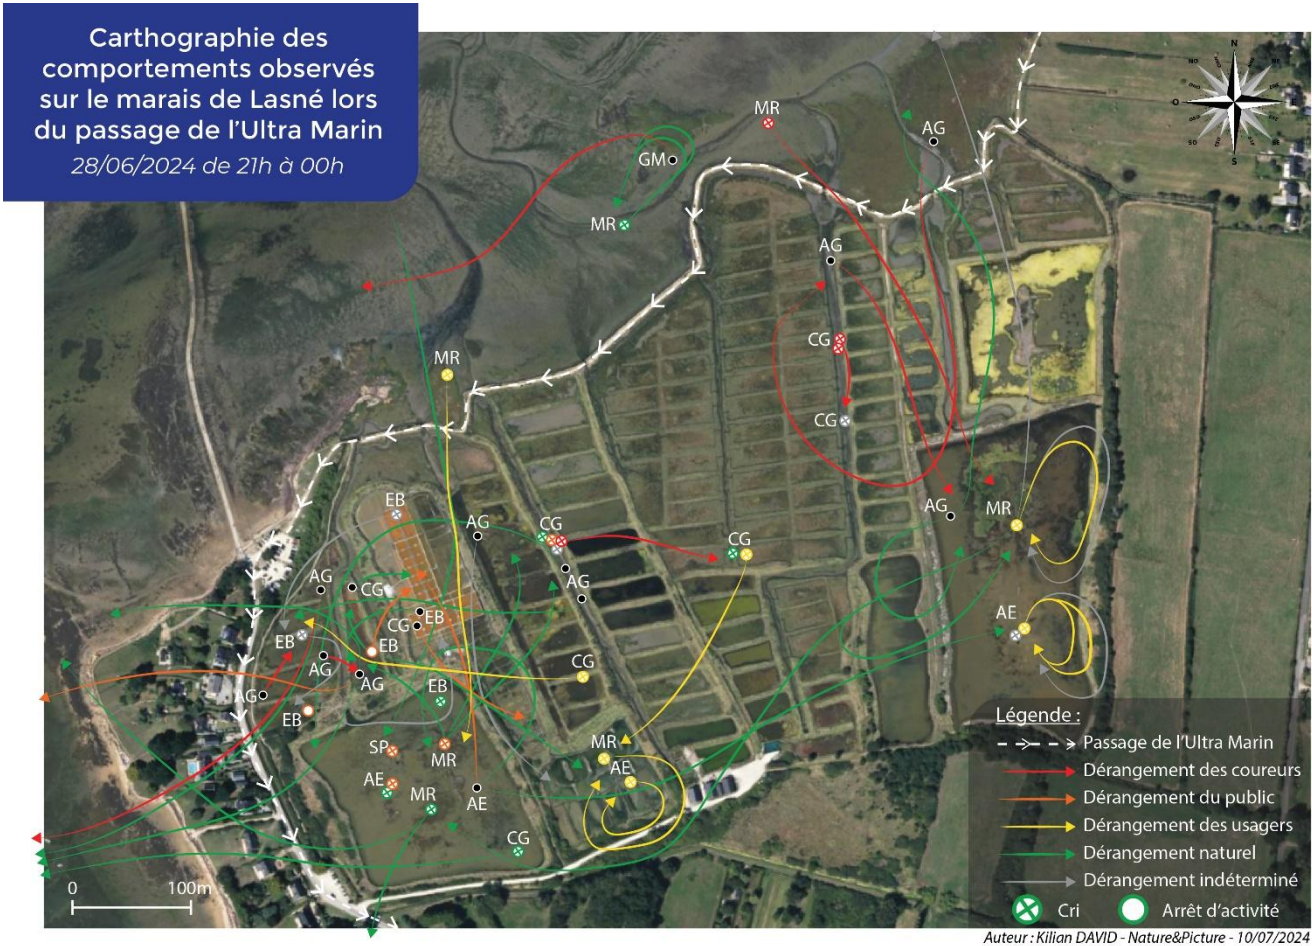 Carthographie des
comportements observés
sur le marais de Lasné lors
du passage de l'Ultra Marin
28/06/2024 de 21h à 00h
N
NO
NE
O
E
SO
SE
S
MR
AG
GM
MR
AG
MR
CG
CG
EB
AG
CG
AG
MR
CG
AG
AG
CG
EB
CG
AE
EB
EB
AG
CG
AG
EB
AG
EB
SP
MR
MR
AE
AE
MR
AE
CG
0
100m
Légende :
Passage de l'Ultra Marin
Dérangement des coureurs
Dérangement du public
Dérangement des usagers
Dérangement naturel
Dérangement indéterminé
Cri
Arrêt d'activité
Auteur : Kilian DAVID - Nature&Picture - 10/07/2024